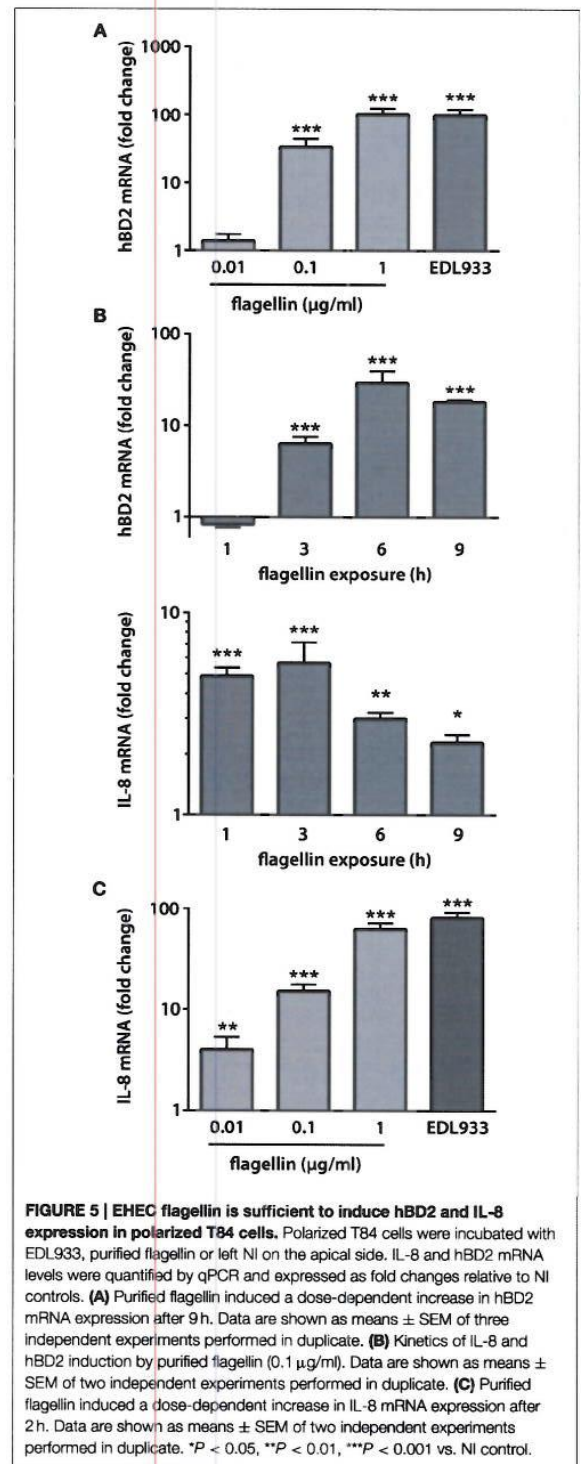 A
1000
100
10
1
hBD2 mRNA (fold change)
***
***
***
0.01 0.1 1 EDL933
flagellin (µg/ml)
B
100
10
1
hBD2 mRNA (fold change)
***
***
***
1 3 6 9
flagellin exposure (h)
10
1
IL-8 mRNA (fold change)
***
***
**
*
1 3 6 9
flagellin exposure (h)
C
100
10
1
IL-8 mRNA (fold change)
**
***
***
***
0.01 0.1 1 EDL933
flagellin (µg/ml)
FIGURE 5 | EHEC flagellin is sufficient to induce hBD2 and IL-8
expression in polarized T84 cells. Polarized T84 cells were incubated with
EDL933, purified flagellin or left NI on the apical side. IL-8 and hBD2 mRNA
levels were quantified by qPCR and expressed as fold changes relative to NI
controls. (A) Purified flagellin induced a dose-dependent increase in hBD2
mRNA expression after 9 h. Data are shown as means ± SEM of three
independent experiments performed in duplicate. (B) Kinetics of IL-8 and
hBD2 induction by purified flagellin (0.1 µg/ml). Data are shown as means ±
SEM of two independent experiments performed in duplicate. (C) Purified
flagellin induced a dose-dependent increase in IL-8 mRNA expression after
2 h. Data are shown as means ± SEM of two independent experiments
performed in duplicate. *P < 0.05, **P < 0.01, ***P < 0.001 vs. NI control.